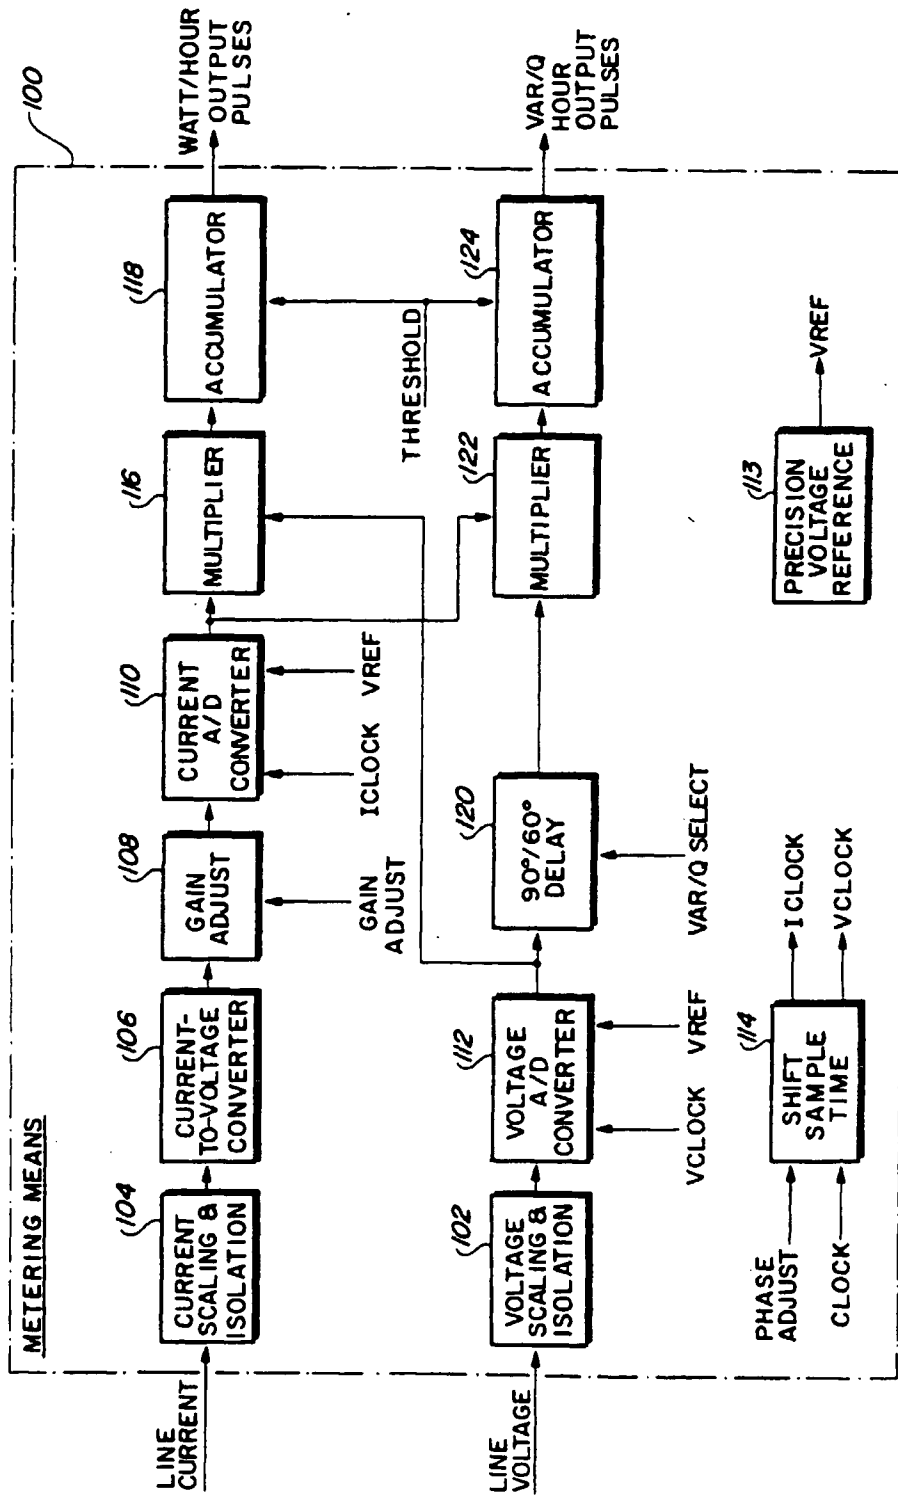 METERING MEANS
100
LINE
CURRENT
104
CURRENT
SCALING &
ISOLATION
106
CURRENT-
TO-VOLTAGE
CONVERTER
108
GAIN
ADJUST
GAIN
ADJUST
110
CURRENT
A/D
CONVERTER
ICLOCK
VREF
116
MULTIPLIER
118
ACCUMULATOR
WATT/HOUR
OUTPUT
PULSES
THRESHOLD
LINE
VOLTAGE
102
VOLTAGE
SCALING &
ISOLATION
112
VOLTAGE
A/D
CONVERTER
VCLOCK
VREF
120
90°/60°
DELAY
VAR/Q SELECT
122
MULTIPLIER
124
ACCUMULATOR
VAR/Q
HOUR
OUTPUT
PULSES
PHASE
ADJUST
CLOCK
114
SHIFT
SAMPLE
TIME
ICLOCK
VCLOCK
113
PRECISION
VOLTAGE
REFERENCE
VREF